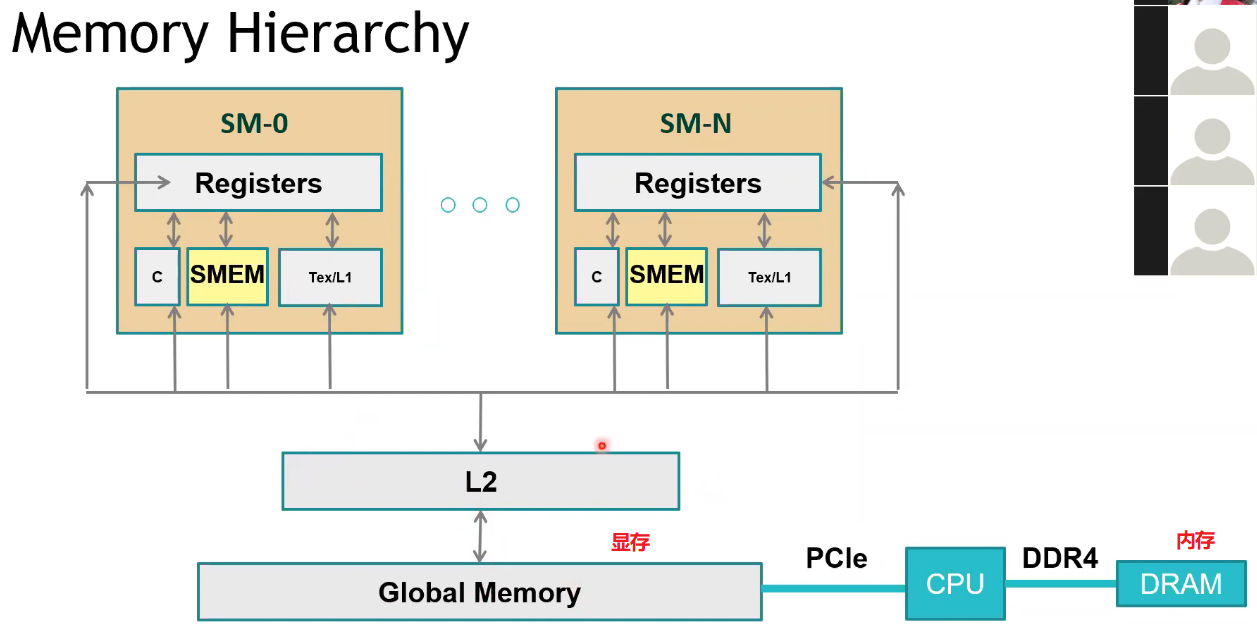 Memory Hierarchy
SM-0
SM-N
Registers
Registers
C
SMEM
Tex/L1
C
SMEM
Tex/L1
L2
显存
内存
PCIe
DDR4
Global Memory
CPU
DRAM